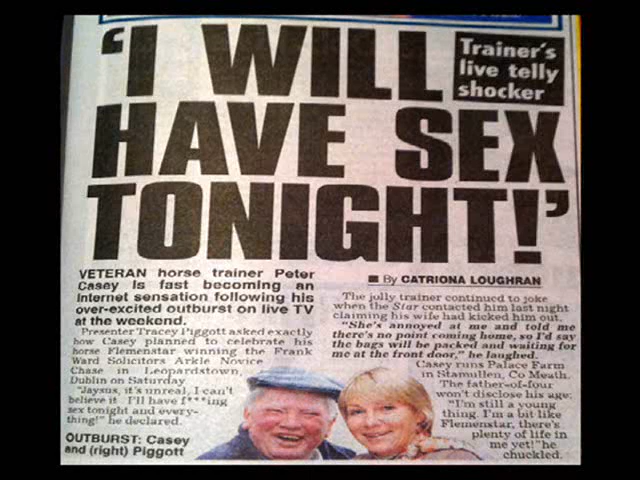 'I WILL
HAVE SEX
TONIGHT!'
Trainer's
live telly
shocker
VETERAN horse trainer Peter
Casey is fast becoming an
Internet sensation following his
over-excited outburst on live TV
at the weekend.
Presenter Tracey Piggott asked exactly
how Casey planned to celebrate his
horse Flemenstar winning the Frank
Ward Solicitors Arkle Novice
Chase in Leopardstown,
Dublin on Saturday
"Jaysus, it's unreal, I can't
believe it. I'll have f***ing
sex tonight and every-
thing!" he declared.
OUTBURST: Casey
and (right) Piggott
■ By CATRIONA LOUGHRAN
The jolly trainer continued to joke
when the Star contacted him last night
claiming his wife had kicked him out.
"She's annoyed at me and told me
there's no point coming home, so I'd say
the bags will be packed and waiting for
me at the front door," he laughed.
Casey runs Palace Farm
in Stamullen, Co Meath.
The father-of-four
won't disclose his age:
"I'm still a young
thing. I'm a bit like
Flemenstar, there's
plenty of life in
me yet!"he
chuckled.